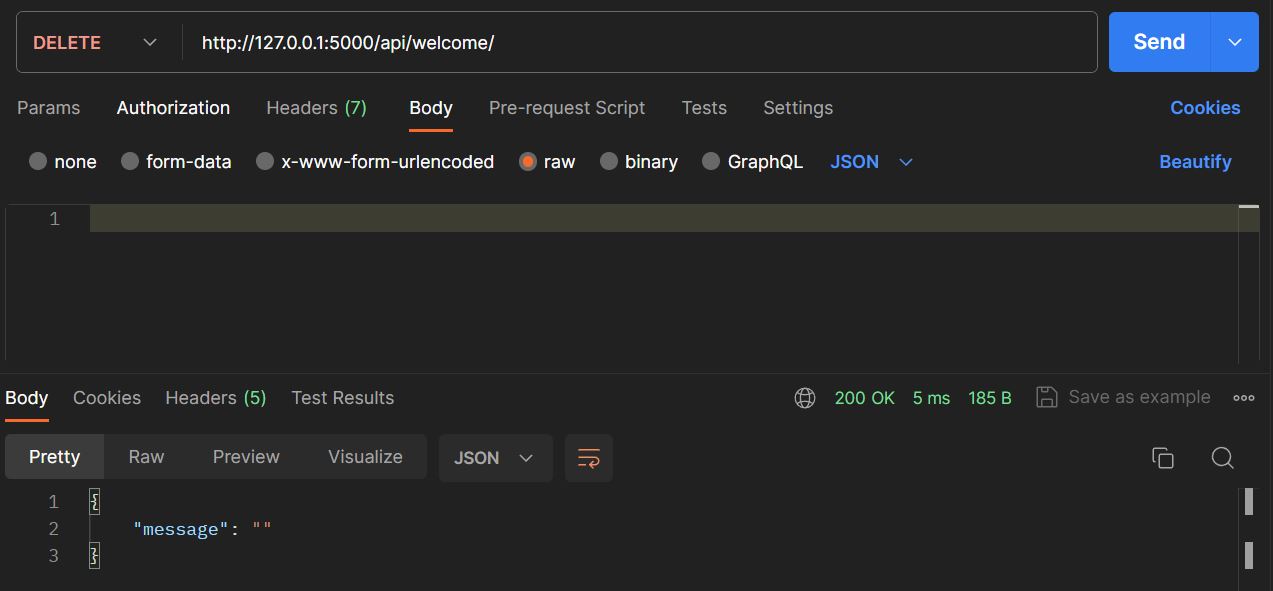 DELETE http://127.0.0.1:5000/api/welcome/ Send
Params Authorization Headers (7) Body Pre-request Script Tests Settings Cookies
none form-data x-www-form-urlencoded raw binary GraphQL JSON Beautify
1
Body Cookies Headers (5) Test Results 200 OK 5 ms 185 B Save as example
Pretty Raw Preview Visualize JSON
1 {
2 "message": ""
3 }